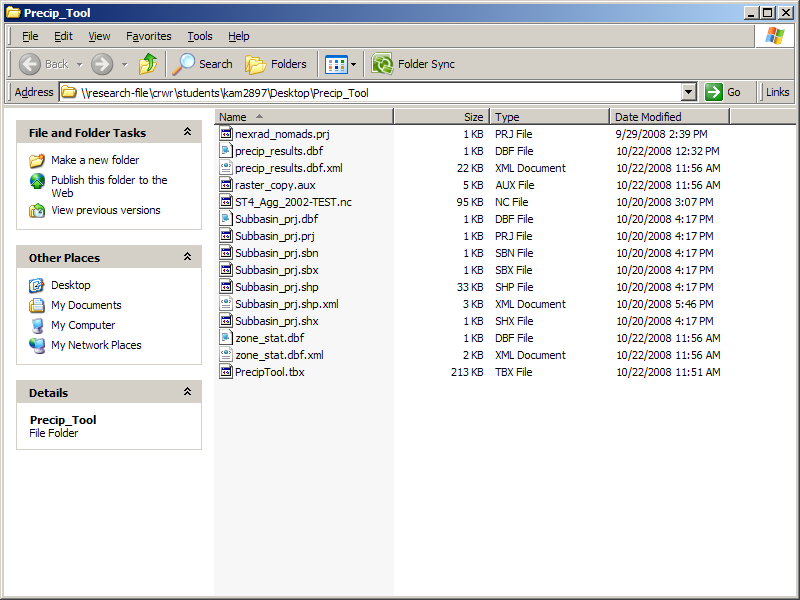 Precip_Tool
File Edit View Favorites Tools Help
Back Search Folders Folder Sync
Address \\research-file\crwr\students\kam2897\Desktop\Precip_Tool Go Links
File and Folder Tasks
Make a new folder
Publish this folder to the
Web
View previous versions
Other Places
Desktop
My Documents
My Computer
My Network Places
Details
Precip_Tool
File Folder
Name Size Type Date Modified
nexrad_nomads.prj 1 KB PRJ File 9/29/2008 2:39 PM
precip_results.dbf 1 KB DBF File 10/22/2008 12:32 PM
precip_results.dbf.xml 22 KB XML Document 10/22/2008 11:56 AM
raster_copy.aux 5 KB AUX File 10/22/2008 11:56 AM
ST4_Agg_2002-TEST.nc 95 KB NC File 10/20/2008 3:07 PM
Subbasin_prj.dbf 1 KB DBF File 10/20/2008 4:17 PM
Subbasin_prj.prj 1 KB PRJ File 10/20/2008 4:17 PM
Subbasin_prj.sbn 1 KB SBN File 10/20/2008 4:17 PM
Subbasin_prj.sbx 1 KB SBX File 10/20/2008 4:17 PM
Subbasin_prj.shp 33 KB SHP File 10/20/2008 4:17 PM
Subbasin_prj.shp.xml 3 KB XML Document 10/20/2008 5:46 PM
Subbasin_prj.shx 1 KB SHX File 10/20/2008 4:17 PM
zone_stat.dbf 1 KB DBF File 10/22/2008 11:56 AM
zone_stat.dbf.xml 2 KB XML Document 10/22/2008 11:56 AM
PrecipTool.tbx 213 KB TBX File 10/22/2008 11:51 AM